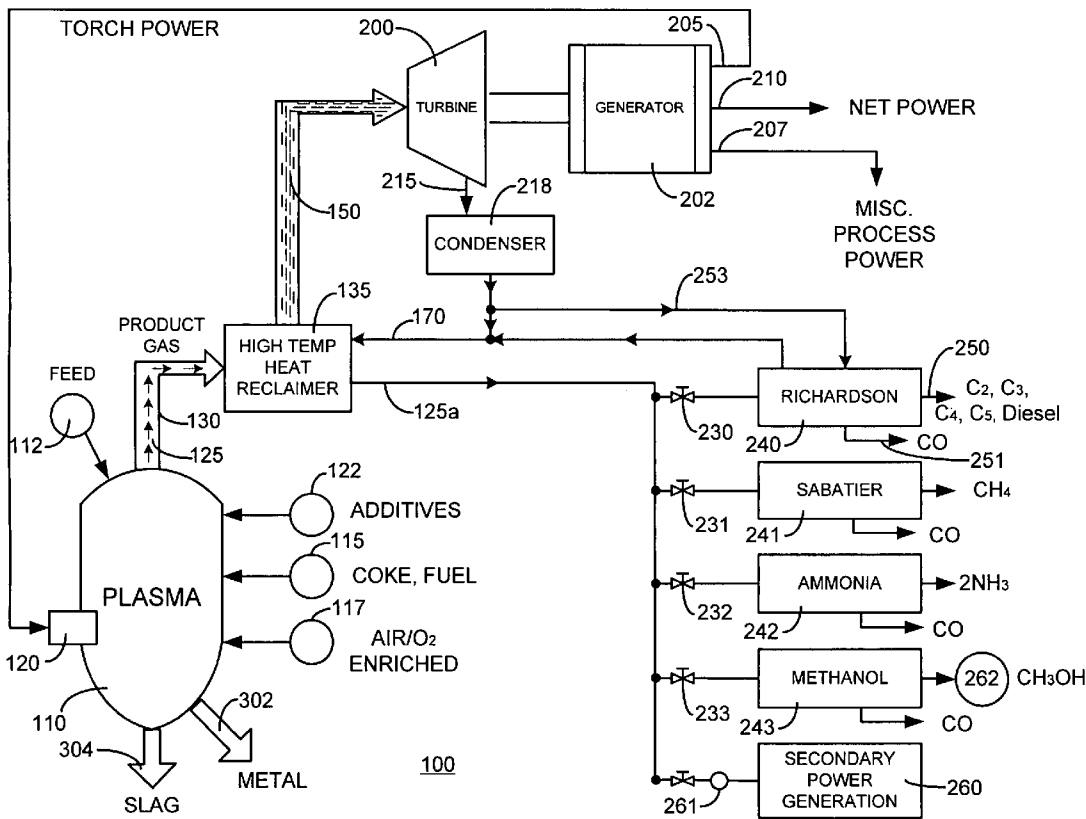 TORCH POWER
200
205
TURBINE
GENERATOR
210
NET POWER
207
215
218
202
150
CONDENSER
MISC.
PROCESS
POWER
135
253
PRODUCT
GAS
170
HIGH TEMP
HEAT
RECLAIMER
250
FEED
130
125a
230
RICHARDSON
C2, C3,
C4, C5, Diesel
112
125
240
CO
251
122
ADDITIVES
SABATIER
CH4
231
241
CO
115
COKE, FUEL
PLASMA
AMMONIA
2NH3
117
232
242
CO
120
AIR/O2
ENRICHED
METHANOL
262
CH3OH
110
302
233
243
CO
304
METAL
100
SECONDARY
POWER
GENERATION
260
261
SLAG